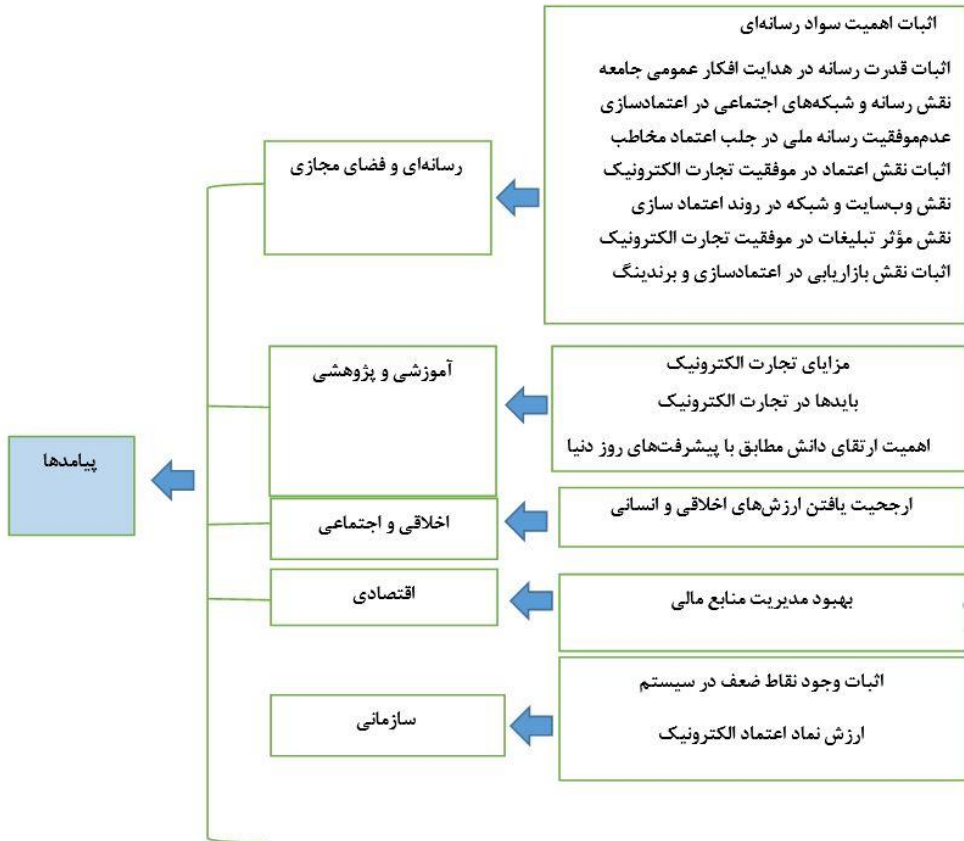 اثبات اهمیت سواد رسانه‌ای
اثبات قدرت رسانه در هدایت افکار عمومی جامعه
نقش رسانه و شبکه‌های اجتماعی در اعتمادسازی
عدم‌موفقیت رسانه ملی در جلب اعتماد مخاطب
اثبات نقش اعتماد در موفقیت تجارت الکترونیک
نقش وب‌سایت و شبکه در روند اعتماد سازی
نقش مؤثر تبلیغات در موفقیت تجارت الکترونیک
اثبات نقش بازاریابی در اعتمادسازی و برندینگ
رسانه‌ای و فضای مجازی
مزایای تجارت الکترونیک
بایدها در تجارت الکترونیک
اهمیت ارتقای دانش مطابق با پیشرفت‌های روز دنیا
آموزشی و پژوهشی
ارجحیت یافتن ارزش‌های اخلاقی و انسانی
اخلاقی و اجتماعی
بهبود مدیریت منابع مالی
اقتصادی
اثبات وجود نقاط ضعف در سیستم
ارزش نماد اعتماد الکترونیک
سازمانی
پیامدها